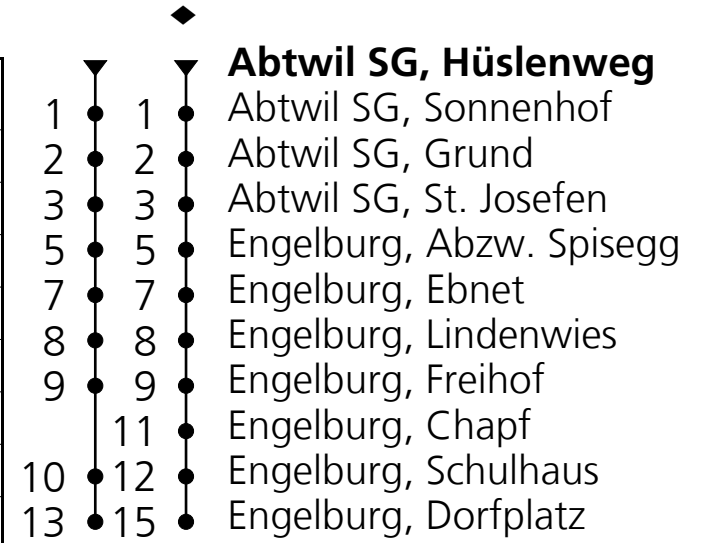 Abtwil SG, Hüslenweg
1 1 Abtwil SG, Sonnenhof
2 2 Abtwil SG, Grund
3 3 Abtwil SG, St. Josefen
5 5 Engelburg, Abzw. Spisegg
7 7 Engelburg, Ebnet
8 8 Engelburg, Lindenwies
9 9 Engelburg, Freihof
11 Engelburg, Chapf
10 12 Engelburg, Schulhaus
13 15 Engelburg, Dorfplatz